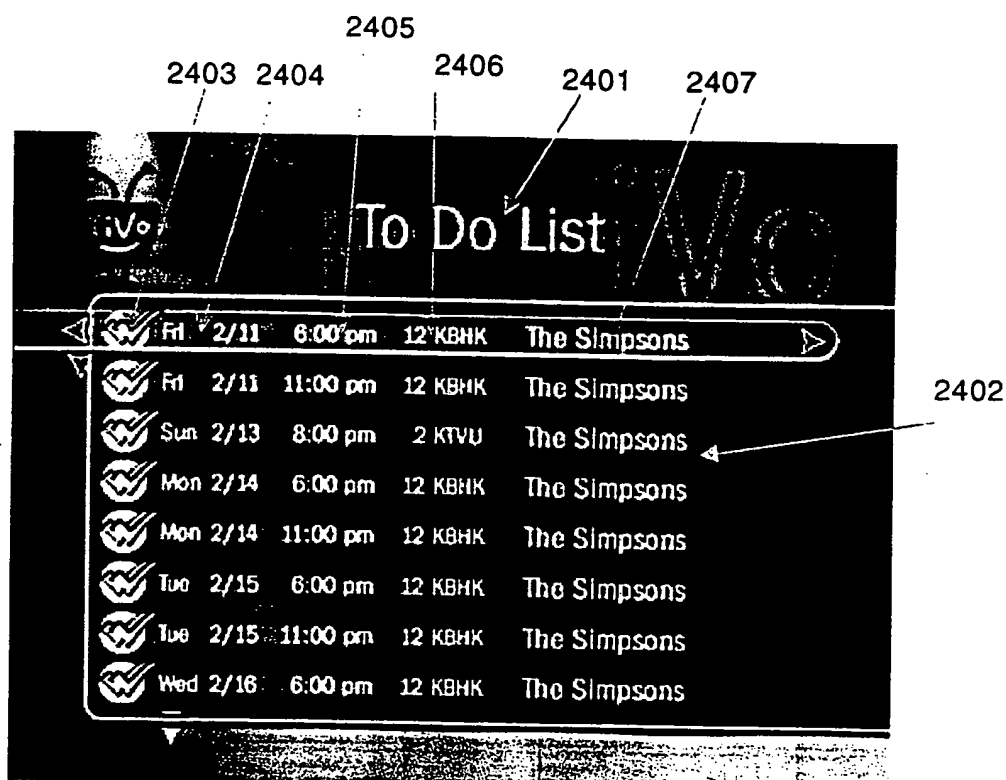 2405
2403 2404 2406 2401 2407
TiVo
To Do List
Fri 2/11 6:00 pm 12 KBHK The Simpsons
Fri 2/11 11:00 pm 12 KBHK The Simpsons
2402
Sun 2/13 8:00 pm 2 KTVU The Simpsons
Mon 2/14 6:00 pm 12 KBHK The Simpsons
Mon 2/14 11:00 pm 12 KBHK The Simpsons
Tue 2/15 6:00 pm 12 KBHK The Simpsons
Tue 2/15 11:00 pm 12 KBHK The Simpsons
Wed 2/16 6:00 pm 12 KBHK The Simpsons